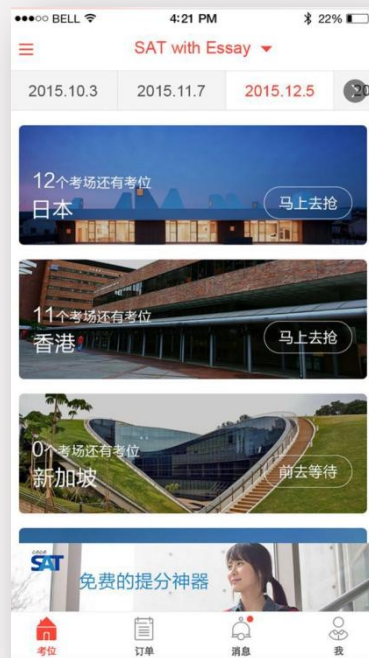 BELL 4:21 PM 22%
SAT with Essay
2015.10.3 2015.11.7 2015.12.5 20
12个考场还有考位
日本
马上去抢
11个考场还有考位
香港
马上去抢
0个考场还有考位
新加坡
前去等待
SAT
免费的提分神器
考位 订单 消息 我